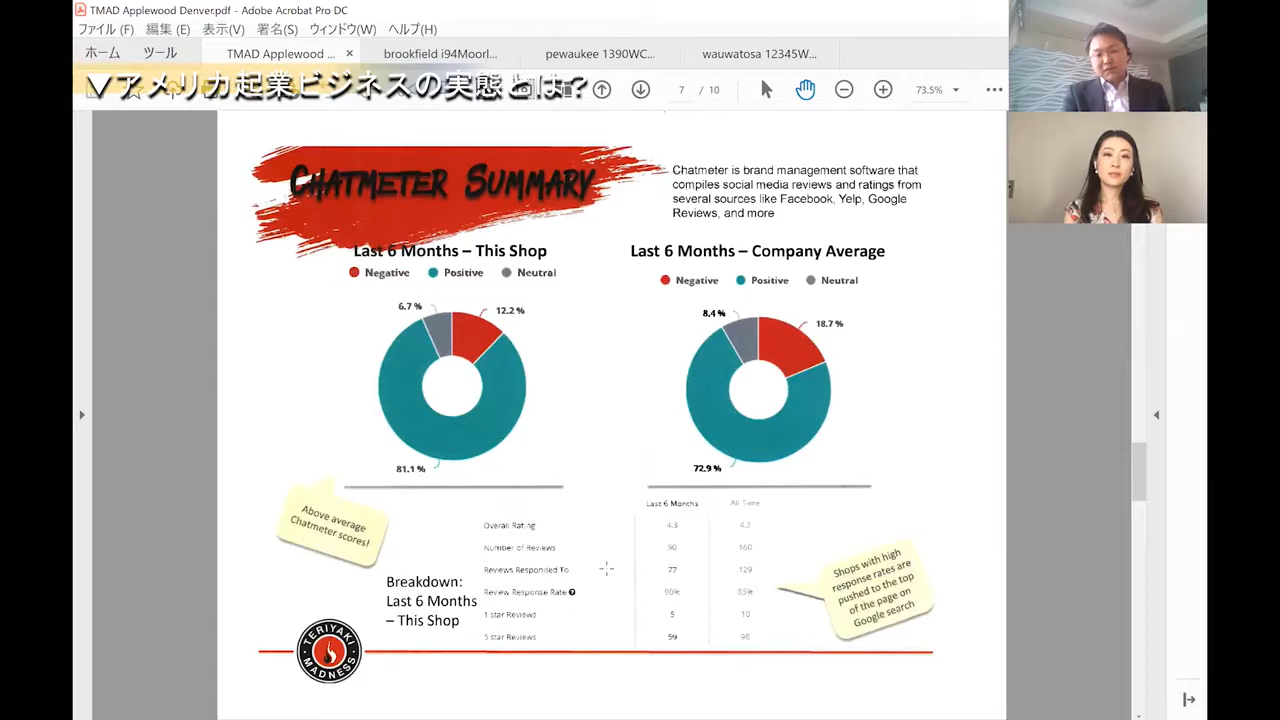 TMAD Applewood Denver.pdf - Adobe Acrobat Pro DC
ファイル (F) 編集 (E) 表示(V) 署名(S) ウィンドウ(W) ヘルプ(H)
ホーム ツール TMAD Applewood ... × brookfield i94Moorl... pewaukee 1390WC... wauwatosa 12345W...
▼アメリカ起業ビジネスの実態とは?
7 / 10 73.5%
CHATMETER SUMMARY
Chatmeter is brand management software that
compiles social media reviews and ratings from
several sources like Facebook, Yelp, Google
Reviews, and more
Last 6 Months – This Shop
Negative Positive Neutral
6.7 %
12.2 %
81.1 %
Last 6 Months – Company Average
Negative Positive Neutral
8.4 %
18.7 %
72.9 %
Above average
Chatmeter scores!
Breakdown:
Last 6 Months
– This Shop
Last 6 Months All Time
Overall Rating 4.3 4.2
Number of Reviews 90 160
Reviews Responded To 77 129
Review Response Rate 90% 85%
1 star Reviews 5 10
5 star Reviews 59 98
Shops with high
response rates are
pushed to the top
of the page on
Google search
TERIYAKI
MADNESS